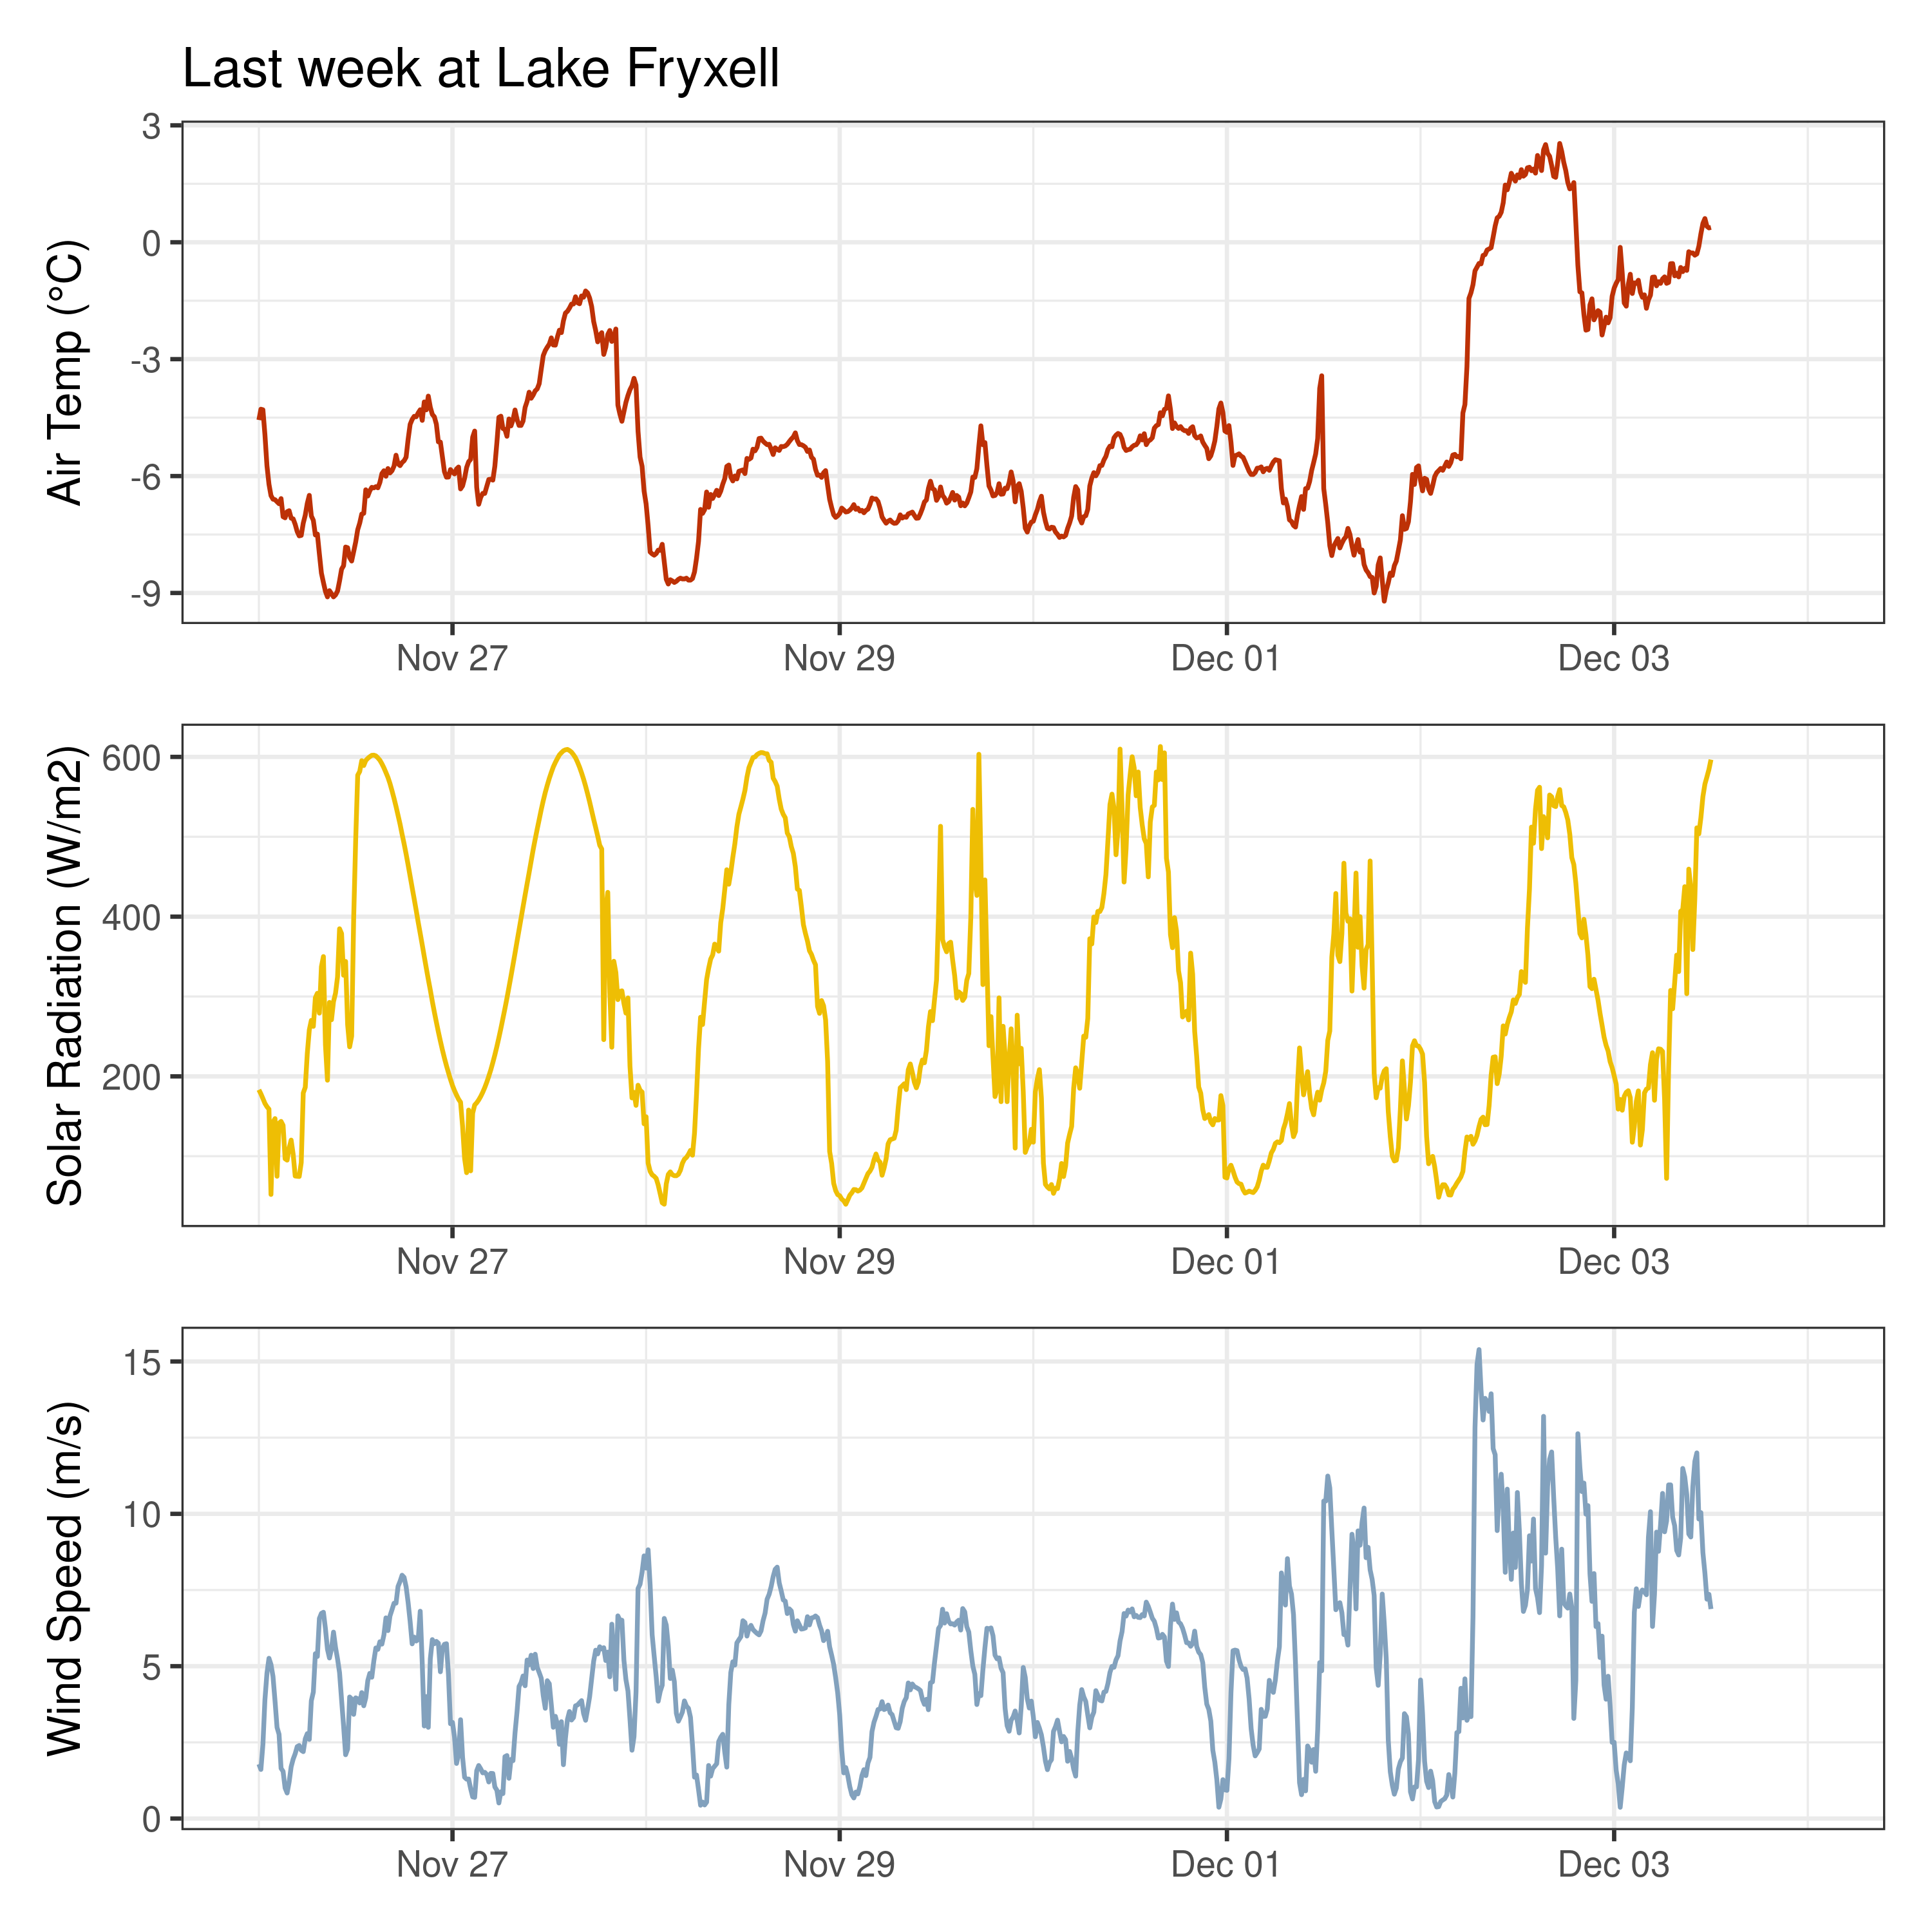 Last week at Lake Fryxell
Air Temp (°C)
3
0
-3
-6
-9
Nov 27 Nov 29 Dec 01 Dec 03
Solar Radiation (W/m2)
600
400
200
Nov 27 Nov 29 Dec 01 Dec 03
Wind Speed (m/s)
15
10
5
0
Nov 27 Nov 29 Dec 01 Dec 03